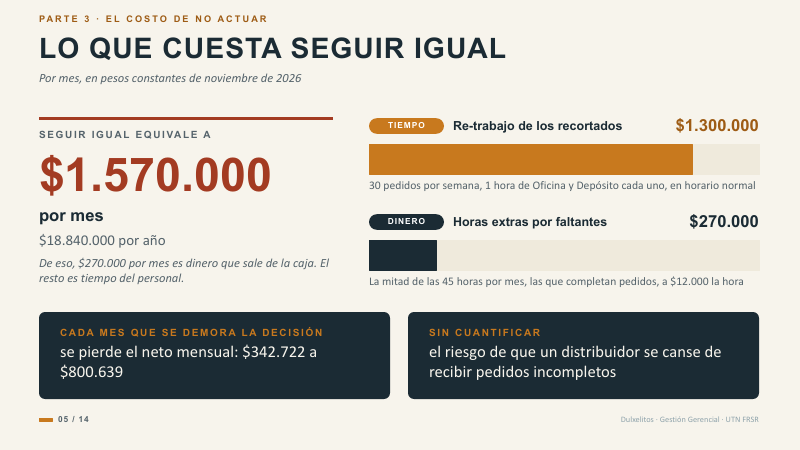 PARTE 3 · EL COSTO DE NO ACTUAR
LO QUE CUESTA SEGUIR IGUAL
Por mes, en pesos constantes de noviembre de 2026
SEGUIR IGUAL EQUIVALE A
$1.570.000
por mes
$18.840.000 por año
De eso, $270.000 por mes es dinero que sale de la caja. El
resto es tiempo del personal.
TIEMPO
Re-trabajo de los recortados
$1.300.000
30 pedidos por semana, 1 hora de Oficina y Depósito cada uno, en horario normal
DINERO
Horas extras por faltantes
$270.000
La mitad de las 45 horas por mes, las que completan pedidos, a $12.000 la hora
CADA MES QUE SE DEMORA LA DECISIÓN
se pierde el neto mensual: $342.722 a
$800.639
SIN CUANTIFICAR
el riesgo de que un distribuidor se canse de
recibir pedidos incompletos
05 / 14
Dulxelitos · Gestión Gerencial · UTN FRSR